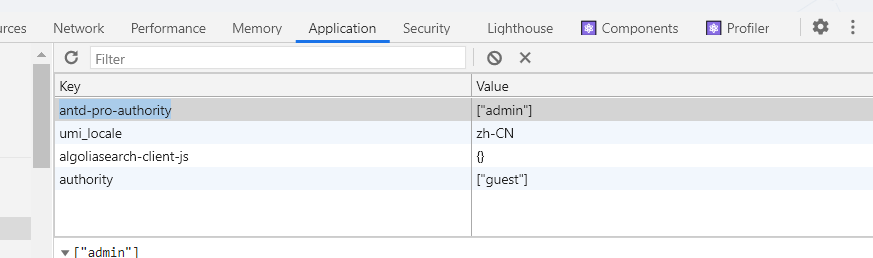 urces Network Performance Memory Application Security Lighthouse Components Profiler
Filter
Key Value
antd-pro-authority ["admin"]
umi_locale zh-CN
algoliasearch-client-js {}
authority ["guest"]
["admin"]